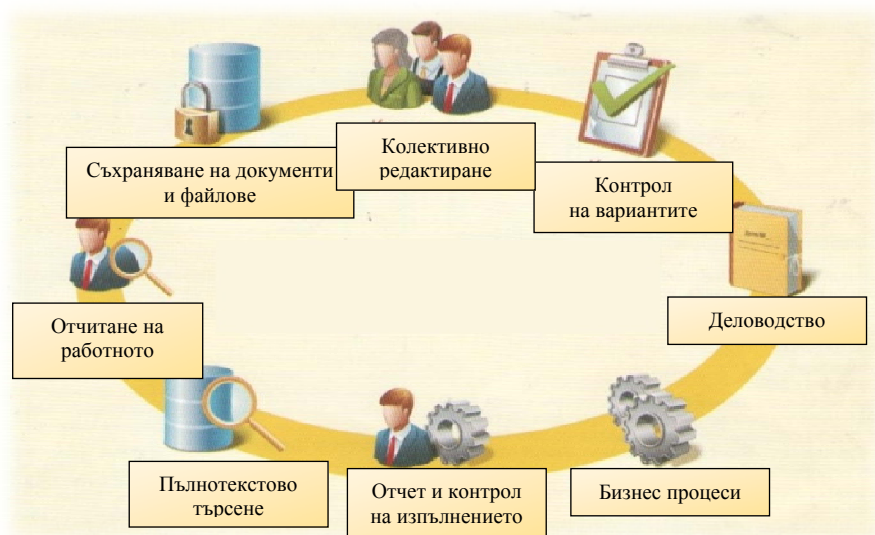 Съхраняване на документи
и файлове
Колективно
редактиране
Контрол
на вариантите
Деловодство
Бизнес процеси
Отчет и контрол
на изпълнението
Пълнотекстово
търсене
Отчитане на
работното